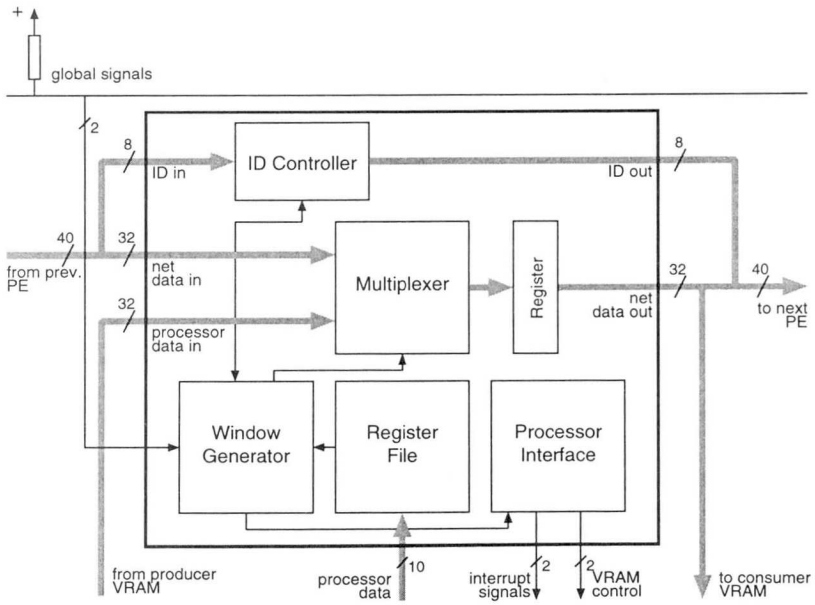 +
global signals
2
8
ID in
ID Controller
8
ID out
40
32
from prev.
PE
net
data in
Multiplexer
Register
32
net
data out
40
to next
PE
32
processor
data in
Window
Generator
Register
File
Processor
Interface
from producer
VRAM
processor
data
10
interrupt
signals
2
2
VRAM
control
to consumer
VRAM